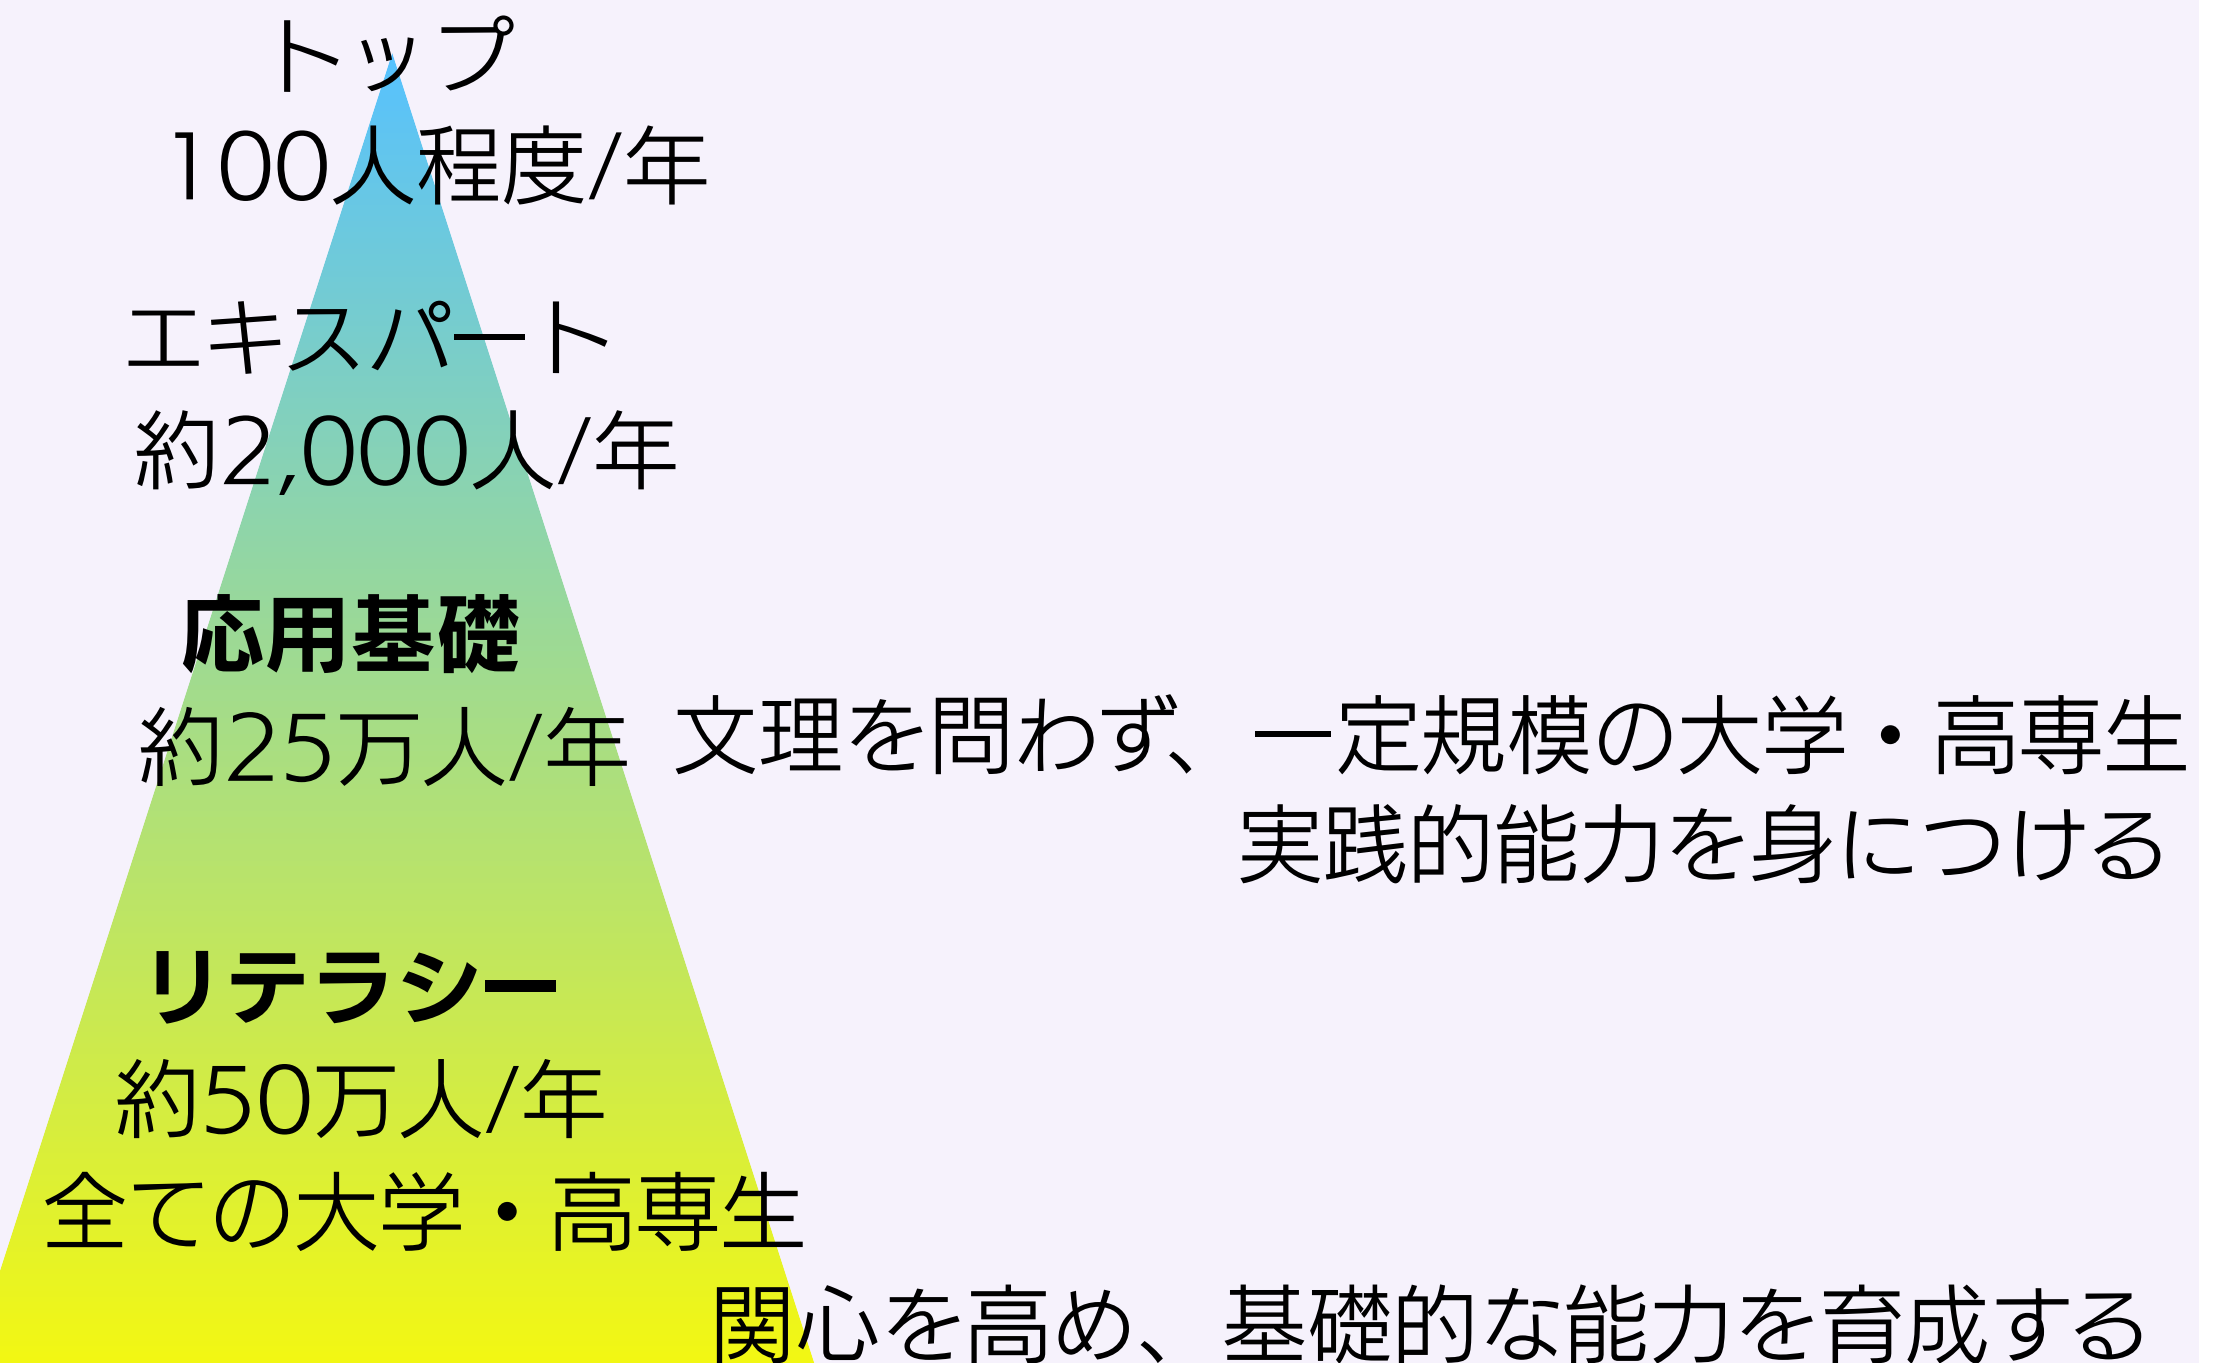 トップ
100人程度/年
エキスパート
約2,000人/年
応用基礎
約25万人/年
文理を問わず、一定規模の大学・高専生
実践的能力を身につける
リテラシー
約50万人/年
全ての大学・高専生
関心を高め、基礎的な能力を育成する